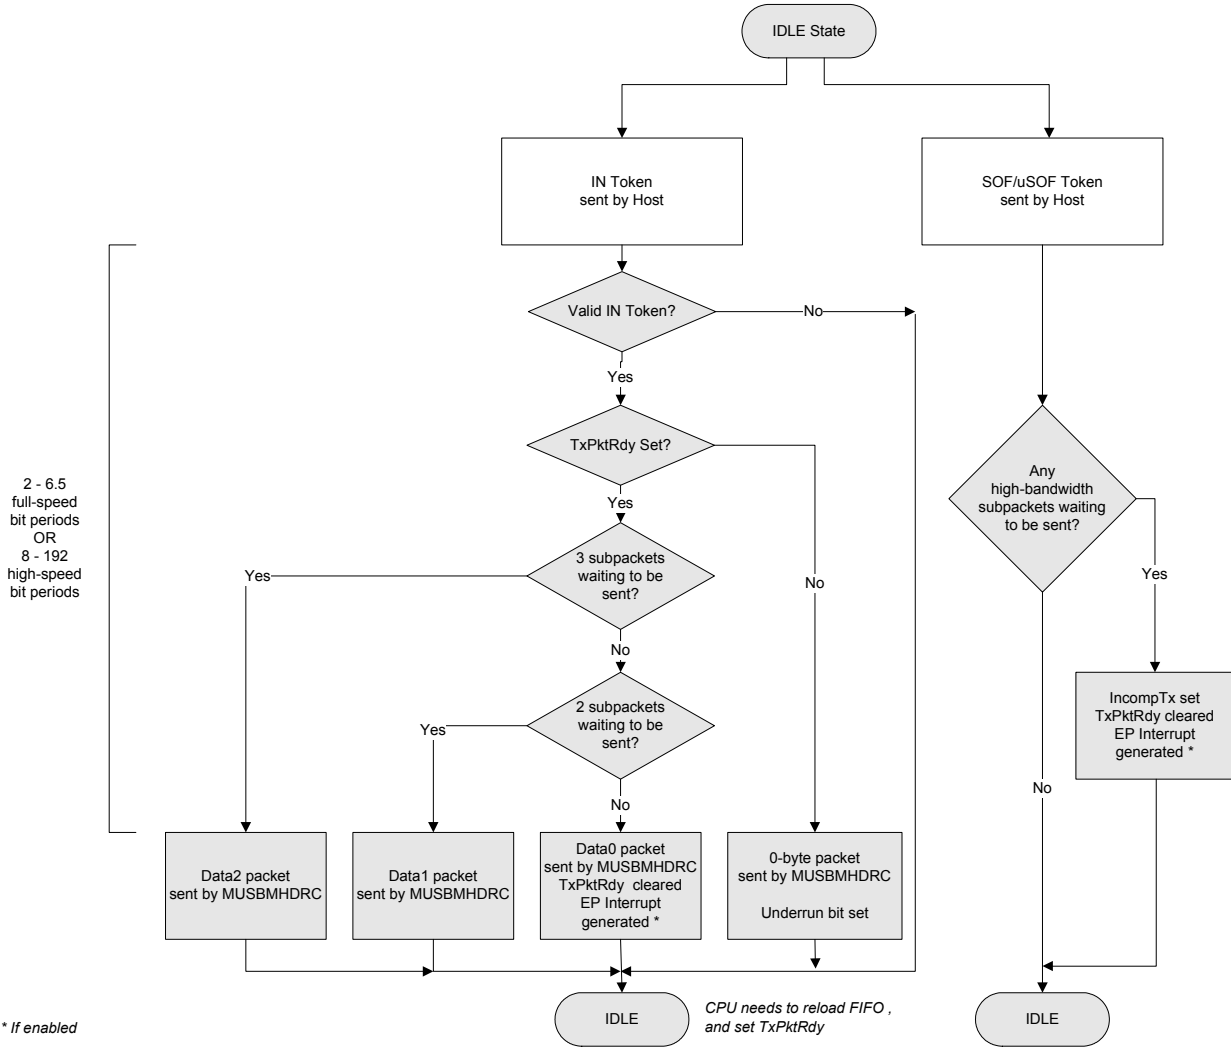 IDLE State
IN Token
sent by Host
SOF/uSOF Token
sent by Host
Valid IN Token?
No
Yes
TxPktRdy Set?
Yes
No
2 - 6.5
full-speed
bit periods
OR
8 - 192
high-speed
bit periods
3 subpackets
waiting to be
sent?
Yes
No
2 subpackets
waiting to be
sent?
Yes
No
Any
high-bandwidth
subpackets waiting
to be sent?
Yes
No
IncompTx set
TxPktRdy cleared
EP Interrupt
generated *
Data2 packet
sent by MUSBMHDRC
Data1 packet
sent by MUSBMHDRC
Data0 packet
sent by MUSBMHDRC
TxPktRdy cleared
EP Interrupt
generated *
0-byte packet
sent by MUSBMHDRC
Underrun bit set
IDLE
CPU needs to reload FIFO ,
and set TxPktRdy
IDLE
* If enabled